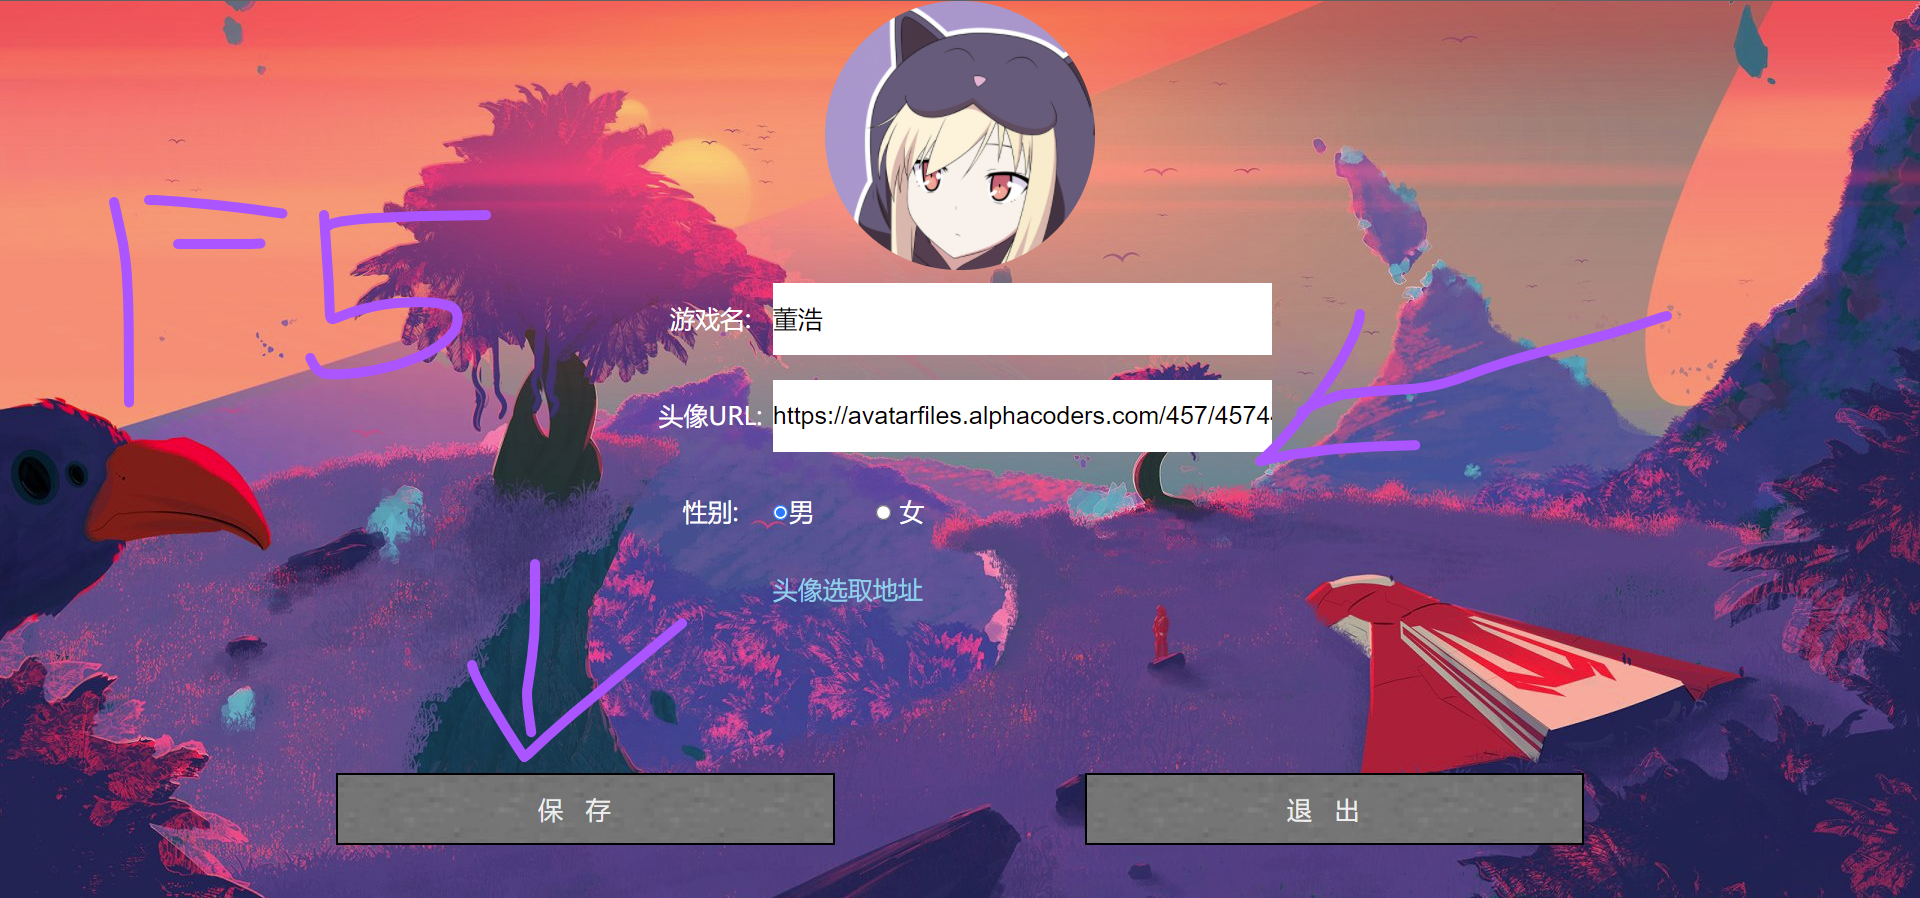 F5
游戏名: 董浩
头像URL: https://avatarfiles.alphacoders.com/457/4574
性别: 男 女
头像选取地址
保 存 退 出